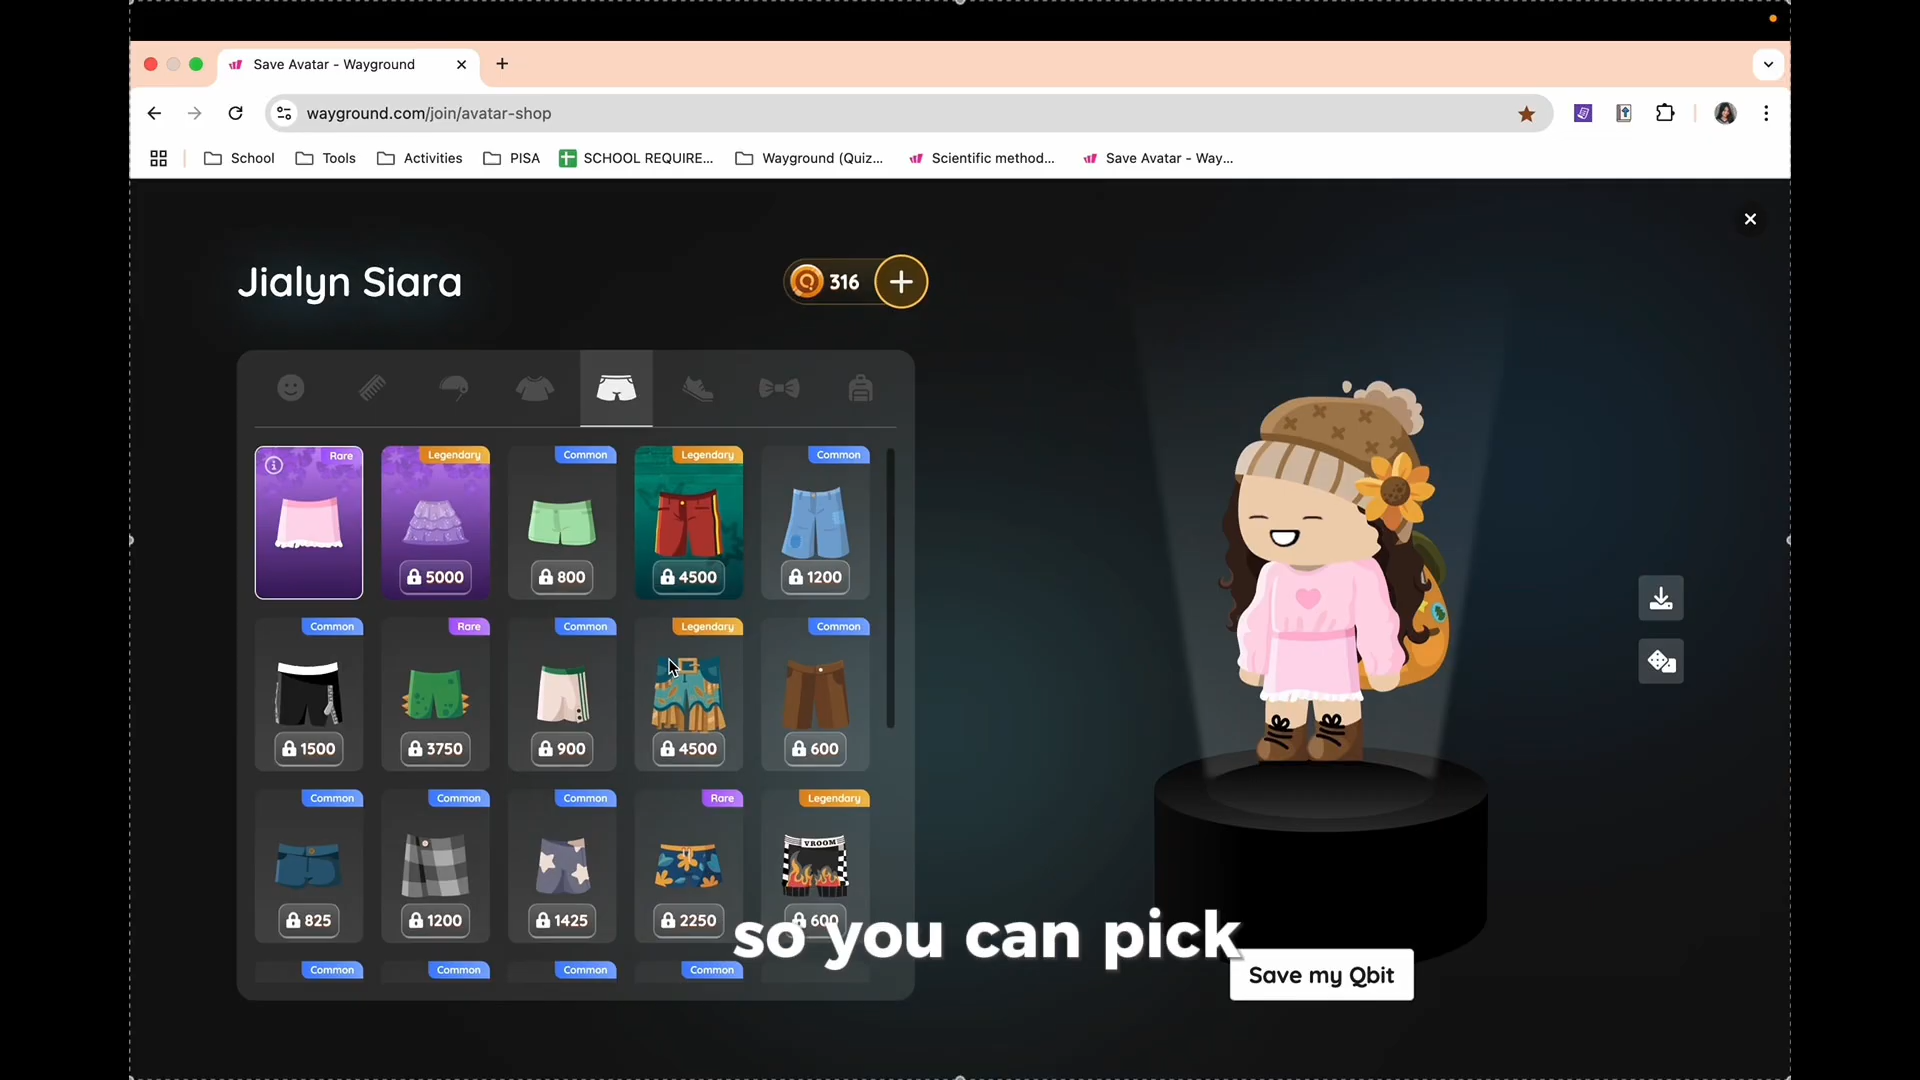 Save Avatar - Wayground
wayground.com/join/avatar-shop
School
Tools
Activities
PISA
SCHOOL REQUIRE...
Wayground (Quiz...
Scientific method...
Save Avatar - Way...
Jialyn Siara
316
Rare
Legendary
Common
Legendary
Common
5000
800
4500
1200
Common
Rare
Common
Legendary
Common
1500
3750
900
4500
600
Common
Common
Common
Rare
Legendary
VROOM
825
1200
1425
2250
600
so you can pick
Common
Common
Common
Common
Save my Qbit